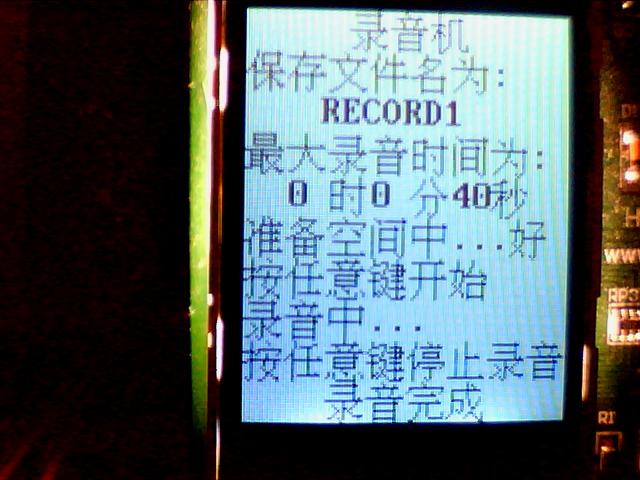 录音机
保存文件名为:
RECORD1
最大录音时间为:
0 时0 分40秒
准备空间中...好
按任意键开始
录音中...
按任意键停止录音
录音完成
WWW
RI